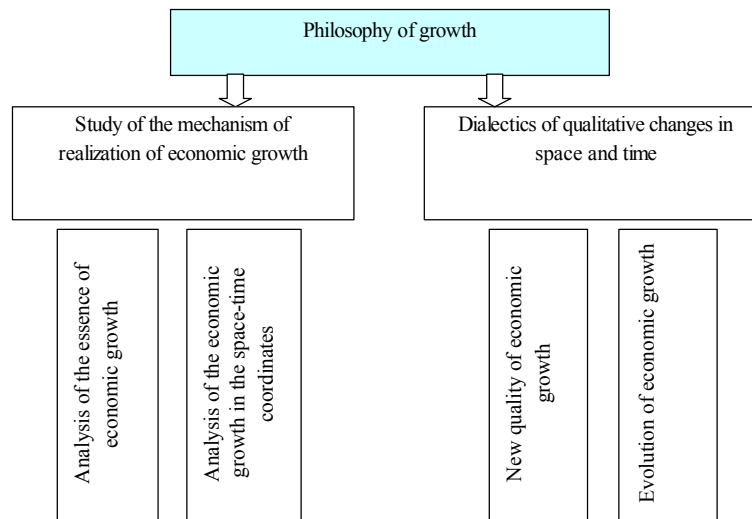 Philosophy of growth
Study of the mechanism of
realization of economic growth
Dialectics of qualitative changes in
space and time
Analysis of the essence of
economic growth
Analysis of the economic
growth in the space-time
coordinates
New quality of economic
growth
Evolution of economic growth